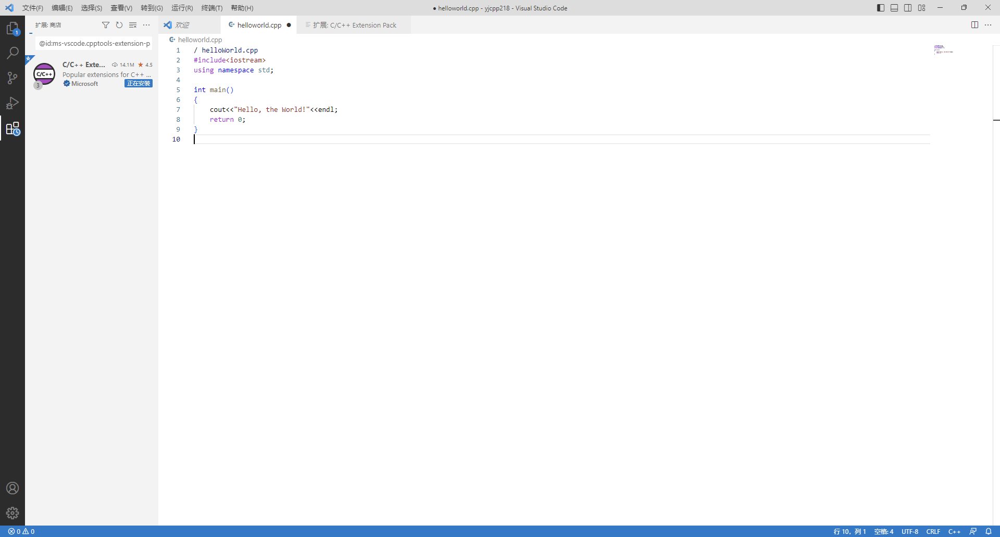 文件(F) 编辑(E) 选择(S) 查看(V) 转到(G) 运行(R) 终端(T) 帮助(H) ● helloworld.cpp - yjcpp218 - Visual Studio Code
扩展: 商店
欢迎
helloworld.cpp ●
扩展: C/C++ Extension Pack
1
@id:ms-vscode.cpptools-extension-p
C/C++ Exte... 14.1M ★ 4.5
Popular extensions for C++ ...
Microsoft 正在安装
C/C++
3
helloworld.cpp
1 / helloWorld.cpp
2 #include<iostream>
3 using namespace std;
4
5 int main()
6 {
7     cout<<"Hello, the World!"<<endl;
8     return 0;
9 }
10
0 0 行 10，列 1 空格: 4 UTF-8 CRLF C++